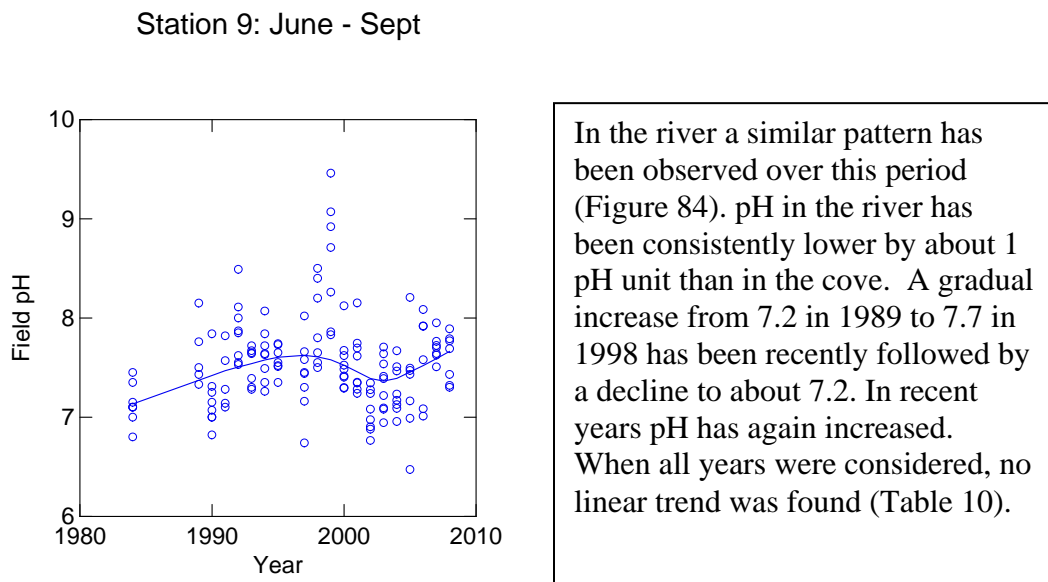 Station 9: June - Sept
10
9
8
7
6
Field pH
1980
1990
2000
2010
Year
In the river a similar pattern has
been observed over this period
(Figure 84). pH in the river has
been consistently lower by about 1
pH unit than in the cove.  A gradual
increase from 7.2 in 1989 to 7.7 in
1998 has been recently followed by
a decline to about 7.2. In recent
years pH has again increased.
When all years were considered, no
linear trend was found (Table 10).